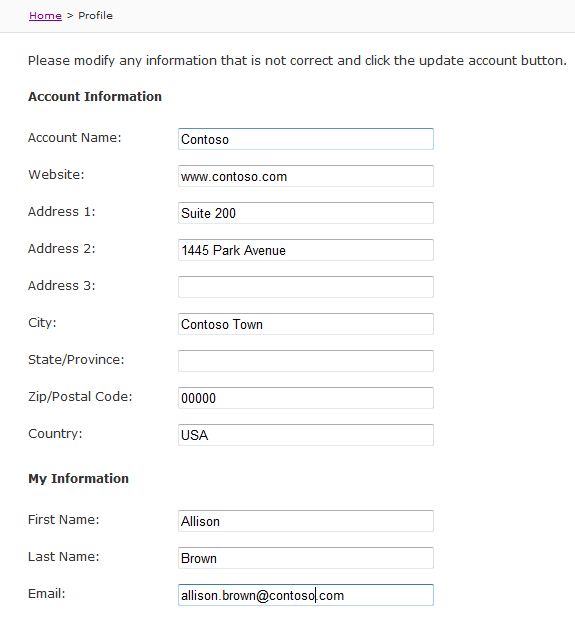 Home > Profile
Please modify any information that is not correct and click the update account button.
Account Information
Account Name: Contoso
Website: www.contoso.com
Address 1: Suite 200
Address 2: 1445 Park Avenue
Address 3:
City: Contoso Town
State/Province:
Zip/Postal Code: 00000
Country: USA
My Information
First Name: Allison
Last Name: Brown
Email: allison.brown@contoso.com